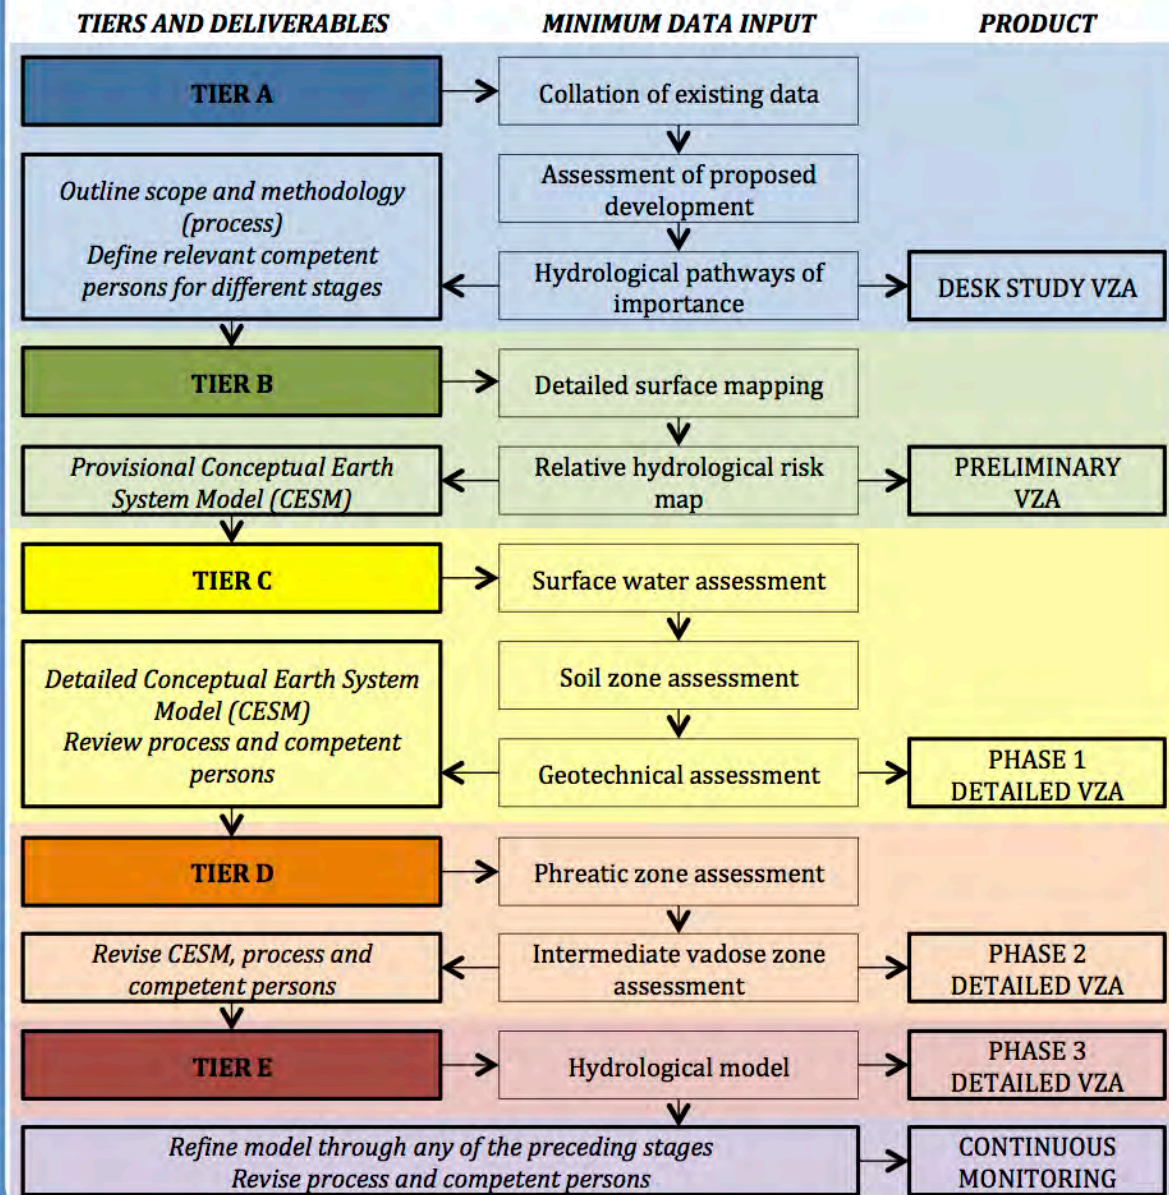 TIERS AND DELIVERABLES
MINIMUM DATA INPUT
PRODUCT
TIER A
Collation of existing data
Outline scope and methodology
(process)
Define relevant competent
persons for different stages
Assessment of proposed
development
Hydrological pathways of
importance
DESK STUDY VZA
TIER B
Detailed surface mapping
Provisional Conceptual Earth
System Model (CESM)
Relative hydrological risk
map
PRELIMINARY
VZA
TIER C
Surface water assessment
Detailed Conceptual Earth System
Model (CESM)
Review process and competent
persons
Soil zone assessment
Geotechnical assessment
PHASE 1
DETAILED VZA
TIER D
Phreatic zone assessment
Revise CESM, process and
competent persons
Intermediate vadose zone
assessment
PHASE 2
DETAILED VZA
TIER E
Hydrological model
PHASE 3
DETAILED VZA
Refine model through any of the preceding stages
Revise process and competent persons
CONTINUOUS
MONITORING